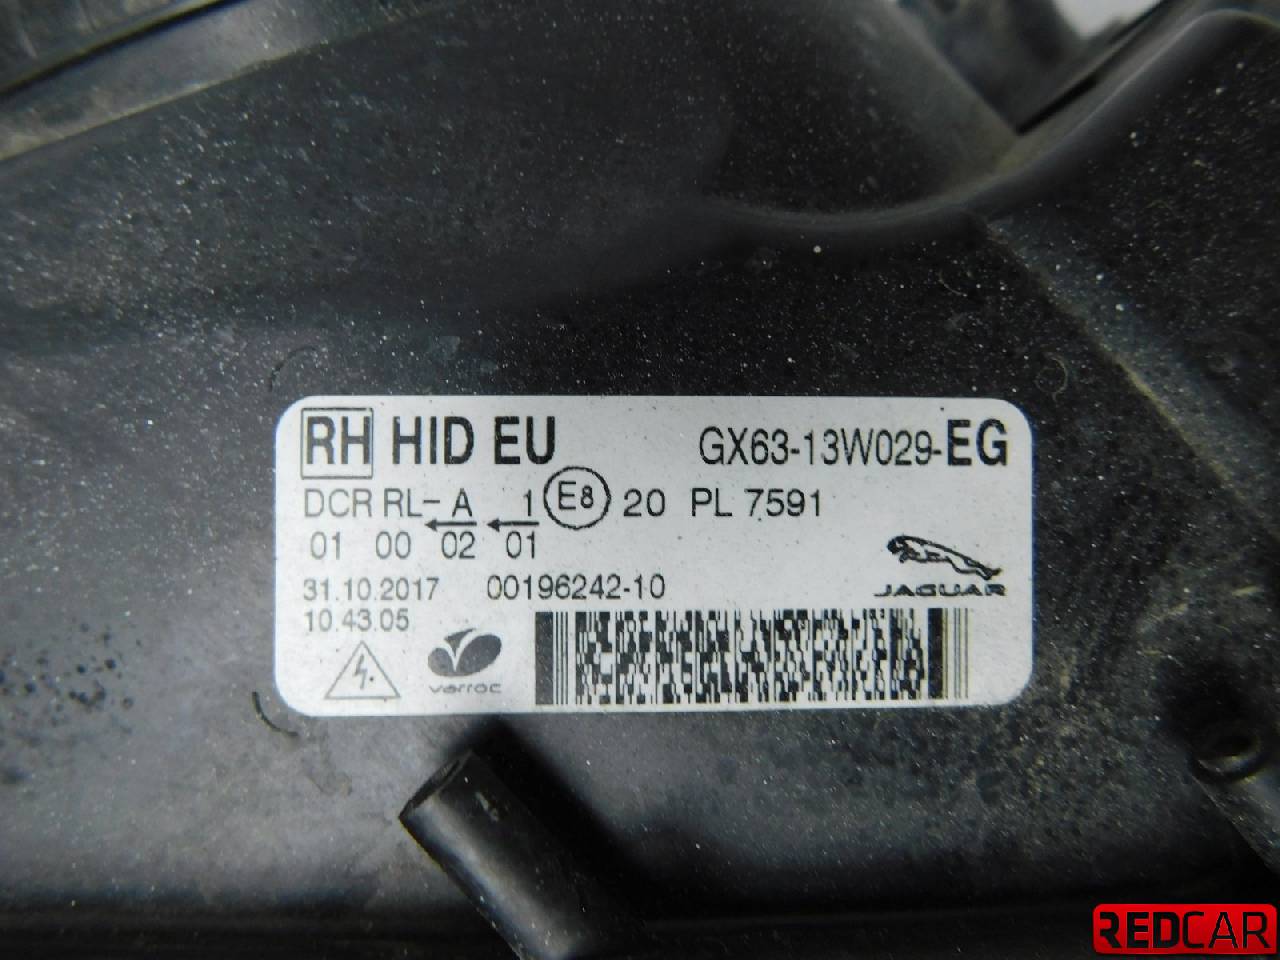 RH HID EU GX63-13W029-EG
DCR RL- A 1 E8 20 PL 7591
01 00 02 01
31.10.2017 00196242-10
10.43.05
JAGUAR
varroc
REDCAR